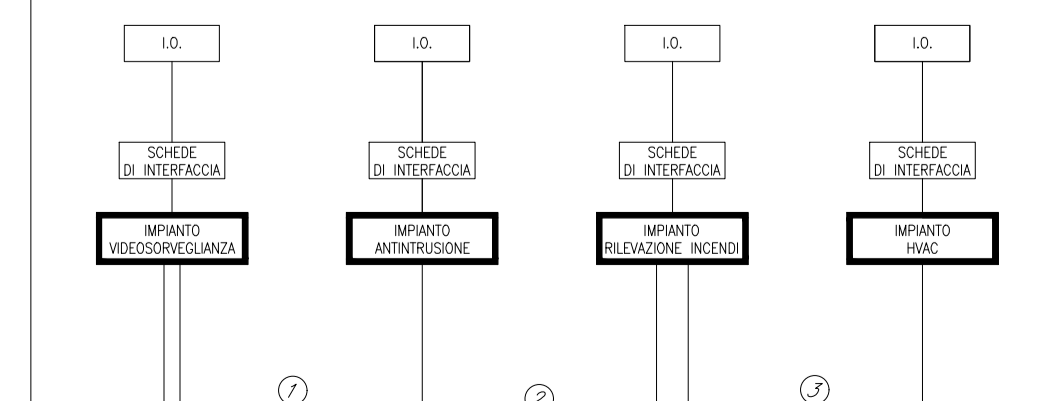 I.O.
I.O.
I.O.
I.O.
SCHEDE
DI INTERFACCIA
SCHEDE
DI INTERFACCIA
SCHEDE
DI INTERFACCIA
SCHEDE
DI INTERFACCIA
IMPIANTO
VIDEOSORVEGLIANZA
IMPIANTO
ANTINTRUSIONE
IMPIANTO
RILEVAZIONE INCENDI
IMPIANTO
HVAC
1
2
3